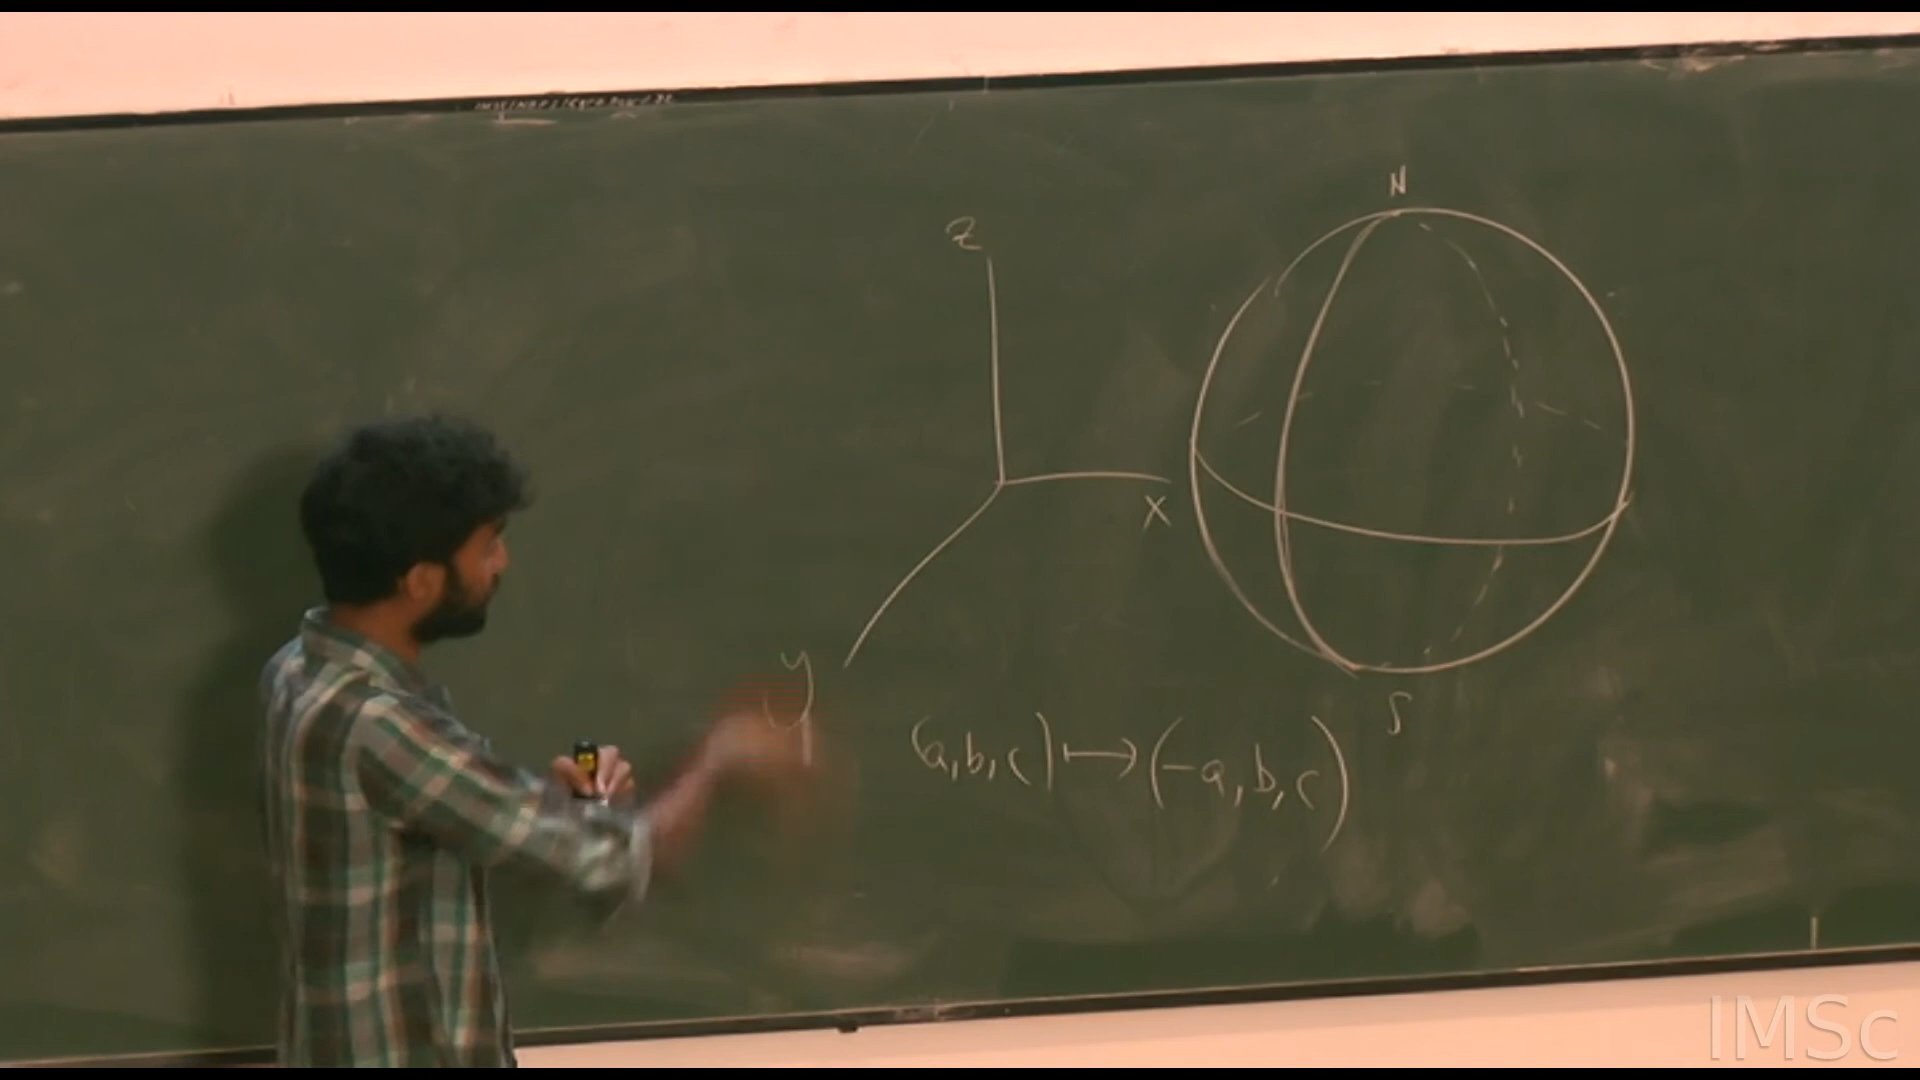 N
z
X
y
S
(a,b,c) ↦ (-a,b,c)
IMSc